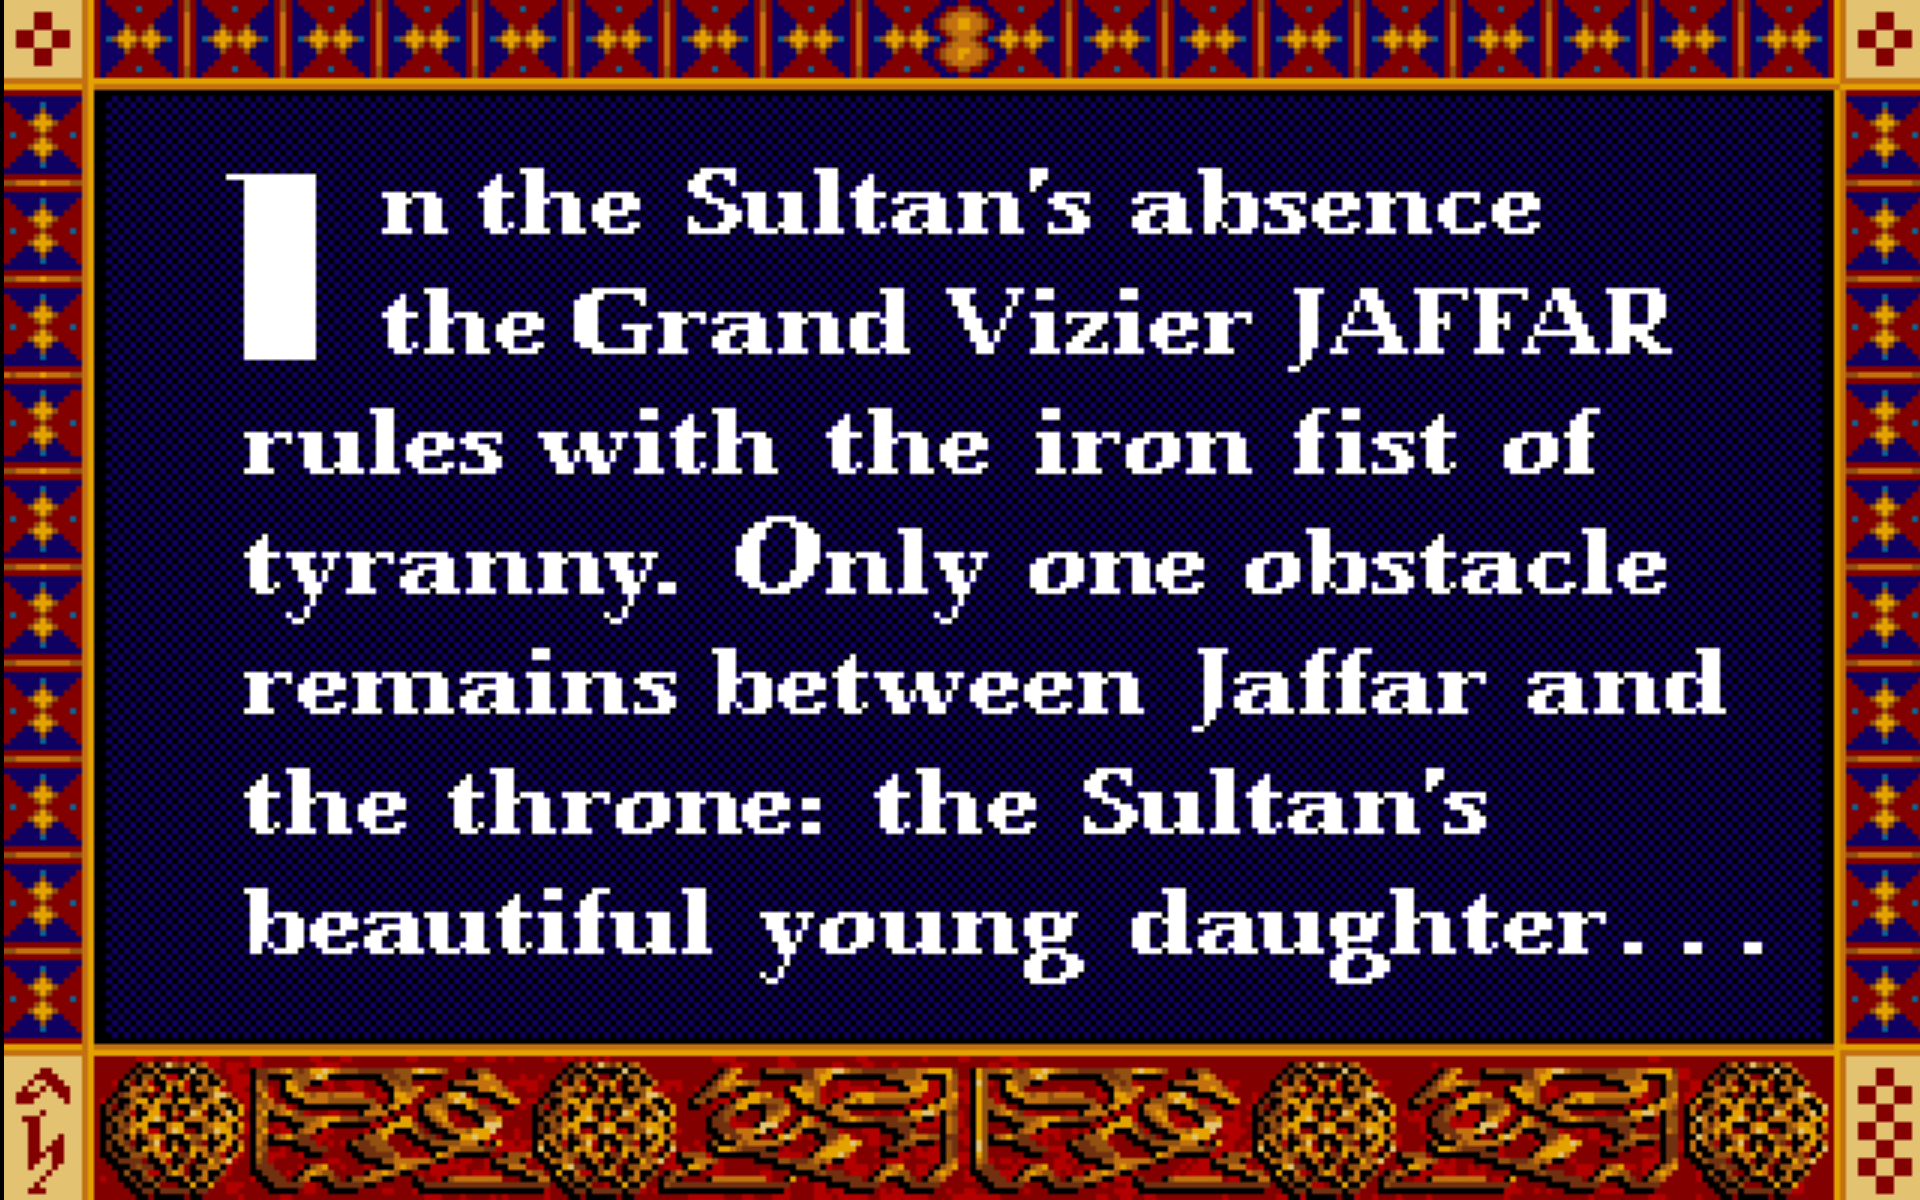 In the Sultan's absence
the Grand Vizier JAFFAR
rules with the iron fist of
tyranny. Only one obstacle
remains between Jaffar and
the throne: the Sultan's
beautiful young daughter...